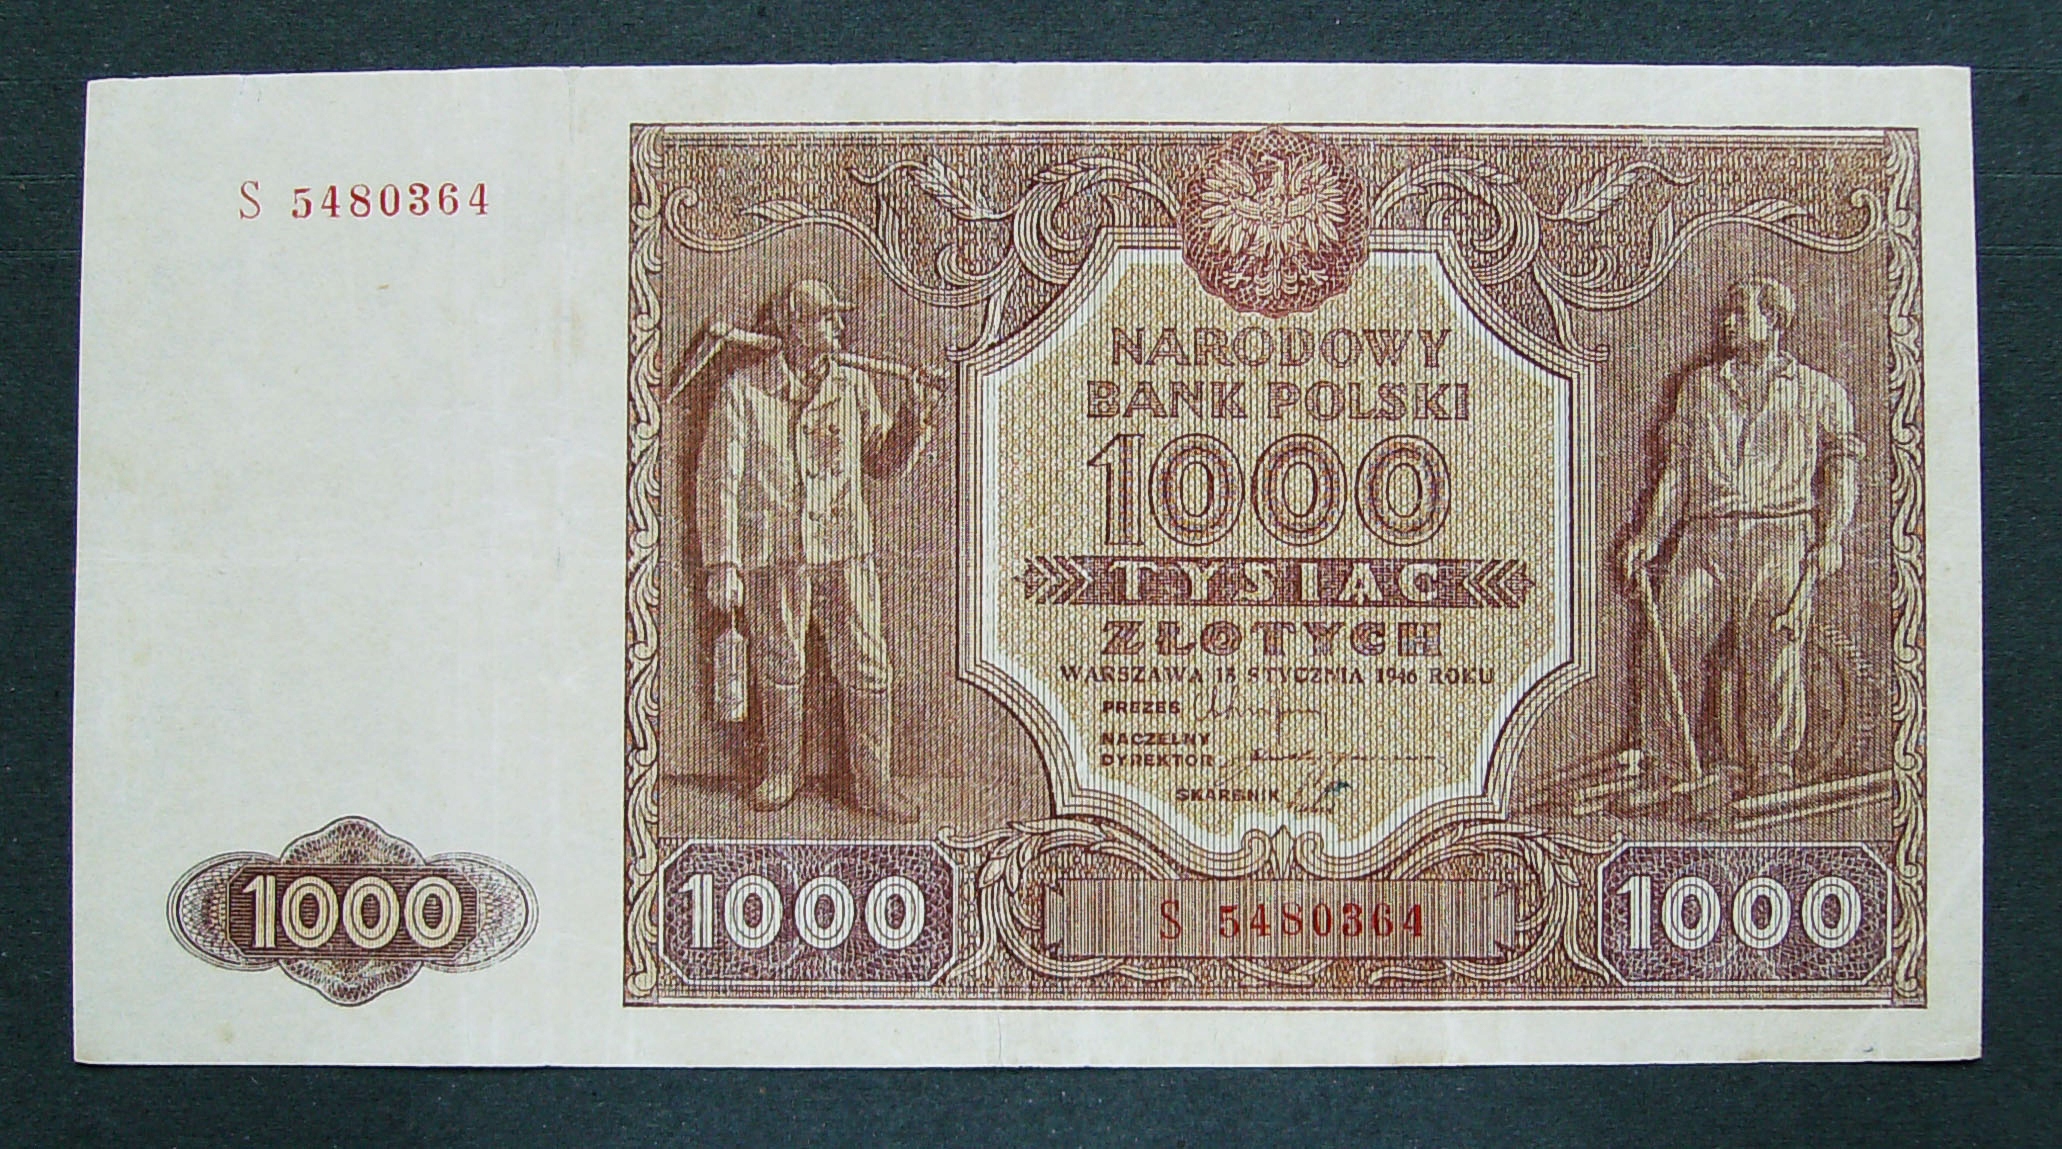 S 5480364
NARODOWY
BANK POLSKI
1000
TYSIĄC
ZŁOTYCH
WARSZAWA 15 STYCZNIA 1946 ROKU
PREZES
NACZELNY
DYREKTOR
SKARBNIK
1000
1000
S 5480364
1000